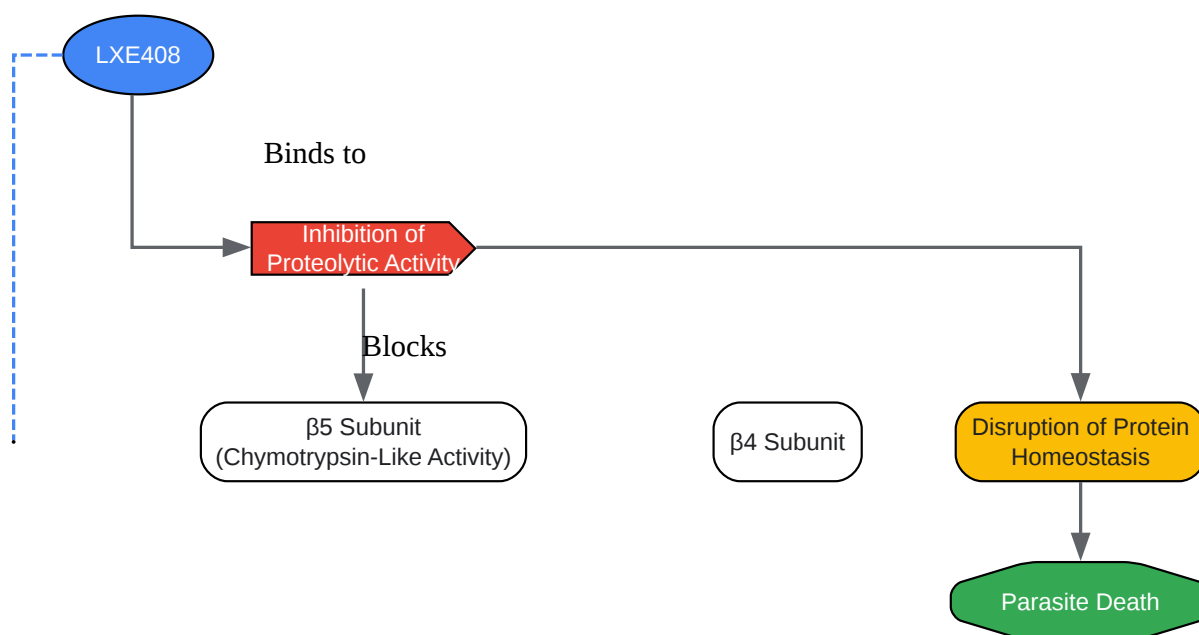 LXE408
Binds to
Inhibition of
Proteolytic Activity
Blocks
β5 Subunit
(Chymotrypsin-Like Activity)
β4 Subunit
Disruption of Protein
Homeostasis
Parasite Death